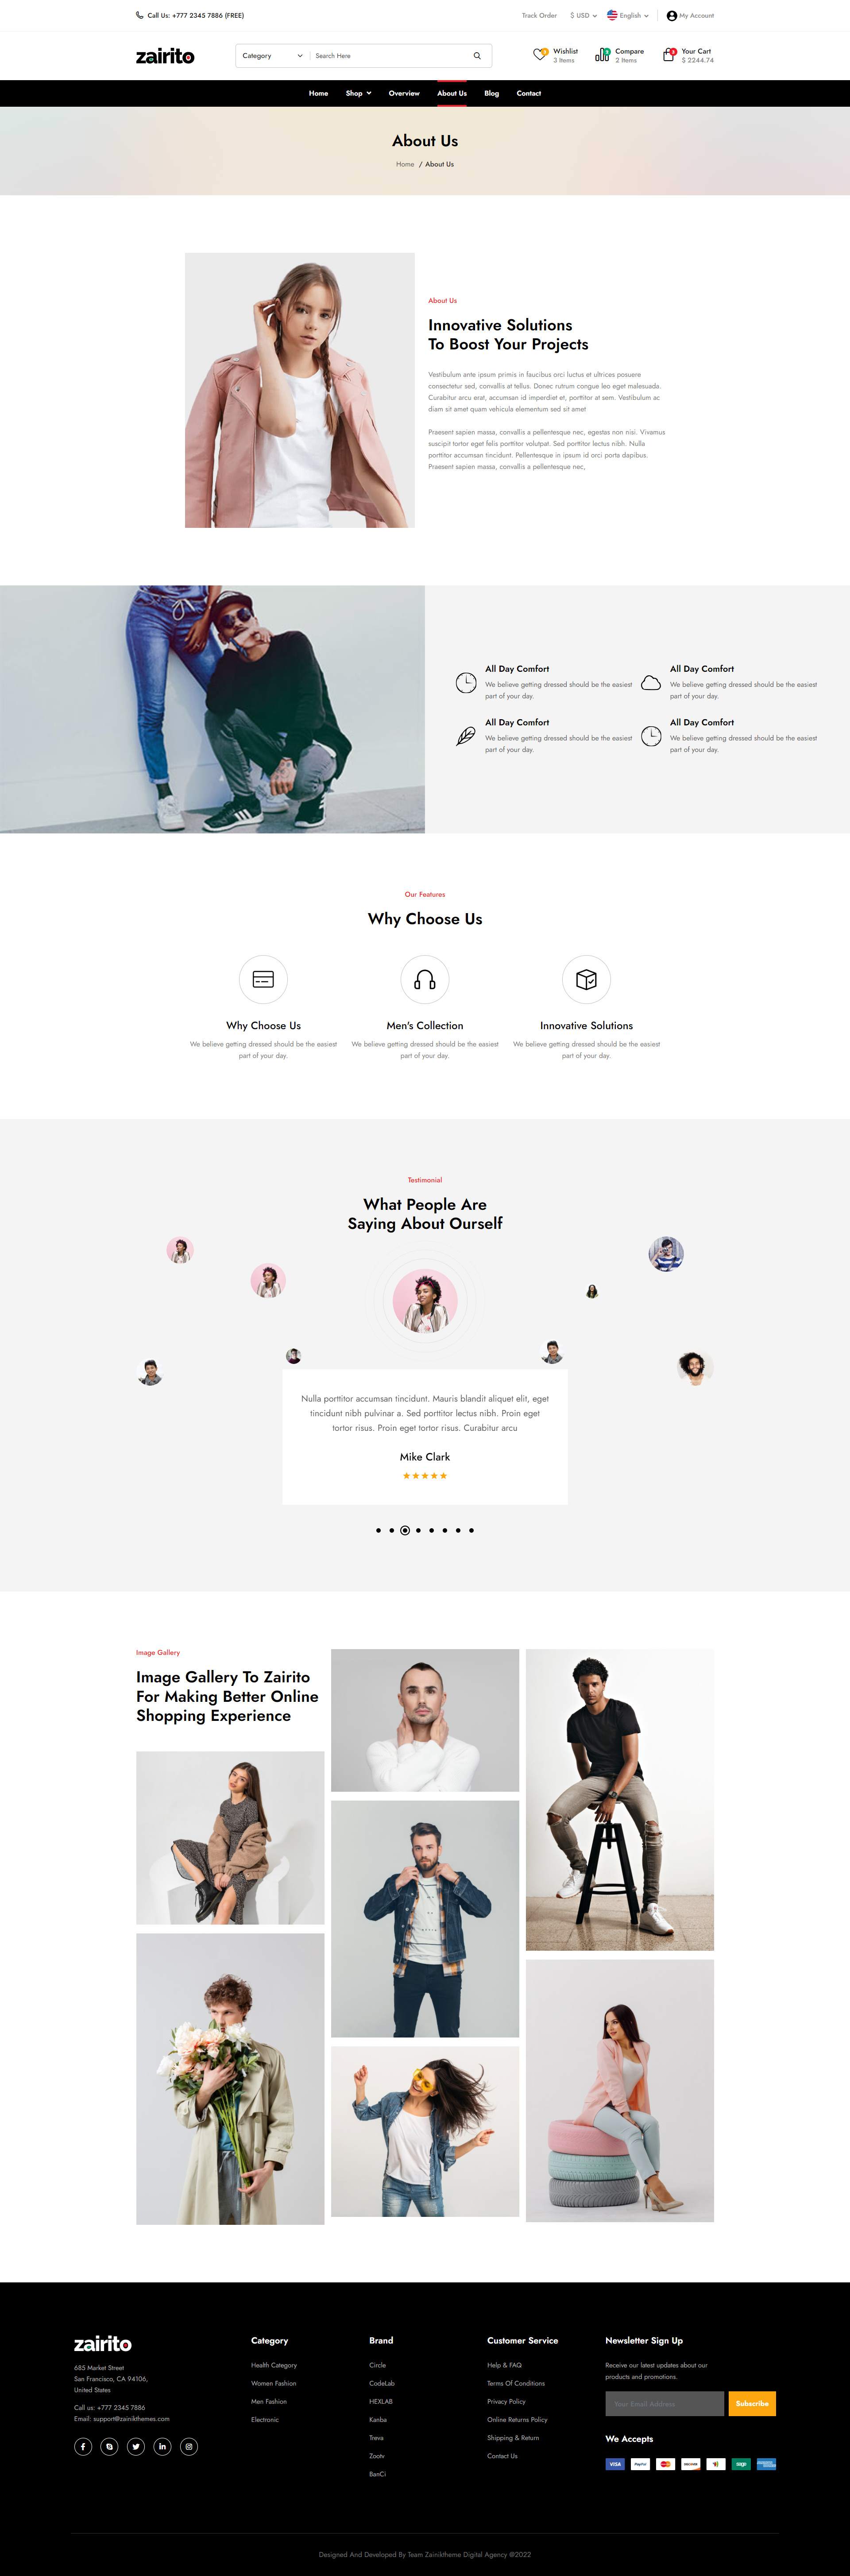 Call Us: +777 2345 7886 (FREE)
Track Order
$ USD
English
My Account
zairito
Category
Search Here
Wishlist
3 Items
Compare
2 Items
Your Cart
$ 2244.74
Home
Shop
Overview
About Us
Blog
Contact
About Us
Home / About Us
About Us
Innovative Solutions
To Boost Your Projects
Vestibulum ante ipsum primis in faucibus orci luctus et ultrices posuere
consectetur sed, convallis at tellus. Donec rutrum congue leo eget malesuada.
Curabitur arcu erat, accumsan id imperdiet et, porttitor at sem. Vestibulum ac
diam sit amet quam vehicula elementum sed sit amet
Praesent sapien massa, convallis a pellentesque nec, egestas non nisi. Vivamus
suscipit tortor eget felis porttitor volutpat. Sed porttitor lectus nibh. Nulla
porttitor accumsan tincidunt. Pellentesque in ipsum id orci porta dapibus.
Praesent sapien massa, convallis a pellentesque nec,
All Day Comfort
We believe getting dressed should be the easiest
part of your day.
All Day Comfort
We believe getting dressed should be the easiest
part of your day.
All Day Comfort
We believe getting dressed should be the easiest
part of your day.
All Day Comfort
We believe getting dressed should be the easiest
part of your day.
Our Features
Why Choose Us
Why Choose Us
We believe getting dressed should be the easiest
part of your day.
Men's Collection
We believe getting dressed should be the easiest
part of your day.
Innovative Solutions
We believe getting dressed should be the easiest
part of your day.
Testimonial
What People Are
Saying About Ourself
Nulla porttitor accumsan tincidunt. Mauris blandit aliquet elit, eget
tincidunt nibh pulvinar a. Sed porttitor lectus nibh. Proin eget
tortor risus. Proin eget tortor risus. Curabitur arcu
Mike Clark
Image Gallery
Image Gallery To Zairito
For Making Better Online
Shopping Experience
zairito
685 Market Street
San Francisco, CA 94106,
United States
Call us: +777 2345 7886
Email: support@zainikthemes.com
Category
Health Category
Women Fashion
Men Fashion
Electronic
Brand
Circle
CodeLab
HEXLAB
Kanba
Treva
Zootv
BanCi
Customer Service
Help & FAQ
Terms Of Conditions
Privacy Policy
Online Returns Policy
Shipping & Return
Contact Us
Newsletter Sign Up
Receive our latest updates about our
products and promotions.
Your Email Address
Subscribe
We Accepts
VISA
PayPal
DISCOVER
sage
Designed And Developed By Team Zainiktheme Digital Agency @2022